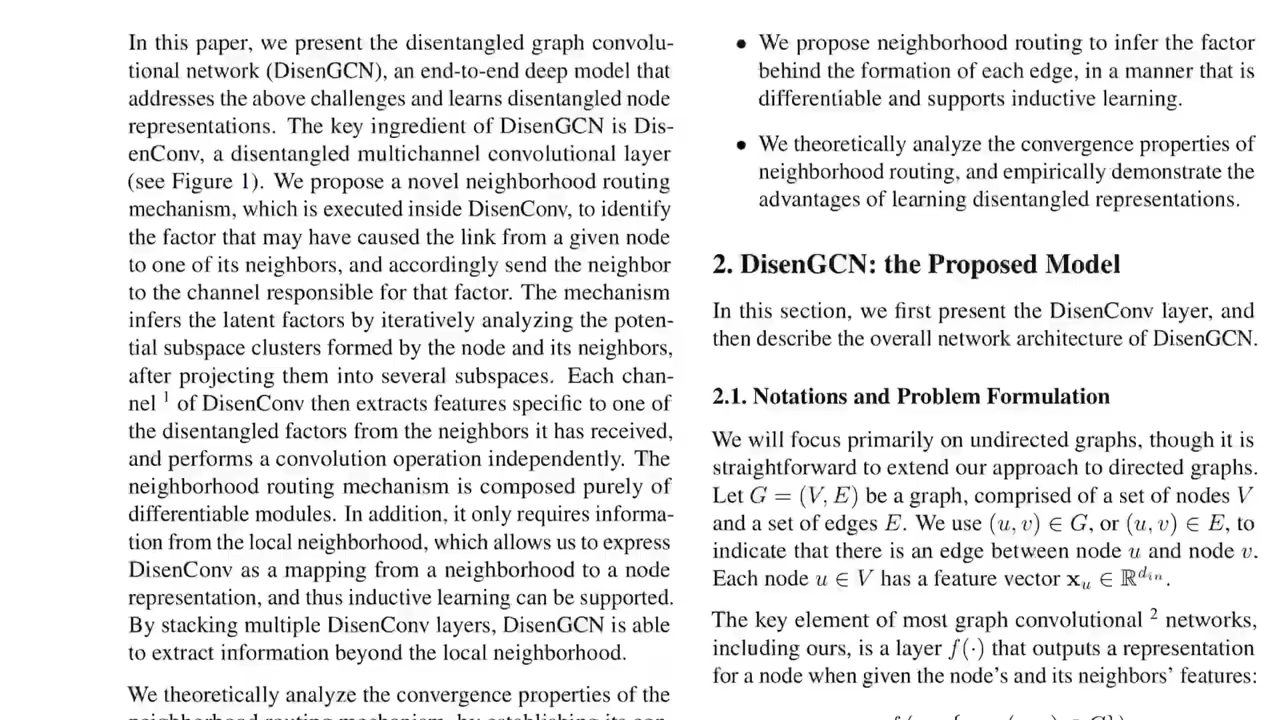 In this paper, we present the disentangled graph convolu-
tional network (DisenGCN), an end-to-end deep model that
addresses the above challenges and learns disentangled node
representations. The key ingredient of DisenGCN is Dis-
enConv, a disentangled multichannel convolutional layer
(see Figure 1). We propose a novel neighborhood routing
mechanism, which is executed inside DisenConv, to identify
the factor that may have caused the link from a given node
to one of its neighbors, and accordingly send the neighbor
to the channel responsible for that factor. The mechanism
infers the latent factors by iteratively analyzing the poten-
tial subspace clusters formed by the node and its neighbors,
after projecting them into several subspaces. Each chan-
nel ¹ of DisenConv then extracts features specific to one of
the disentangled factors from the neighbors it has received,
and performs a convolution operation independently. The
neighborhood routing mechanism is composed purely of
differentiable modules. In addition, it only requires informa-
tion from the local neighborhood, which allows us to express
DisenConv as a mapping from a neighborhood to a node
representation, and thus inductive learning can be supported.
By stacking multiple DisenConv layers, DisenGCN is able
to extract information beyond the local neighborhood.
We theoretically analyze the convergence properties of the
• We propose neighborhood routing to infer the factor
behind the formation of each edge, in a manner that is
differentiable and supports inductive learning.
• We theoretically analyze the convergence properties of
neighborhood routing, and empirically demonstrate the
advantages of learning disentangled representations.
2. DisenGCN: the Proposed Model
In this section, we first present the DisenConv layer, and
then describe the overall network architecture of DisenGCN.
2.1. Notations and Problem Formulation
We will focus primarily on undirected graphs, though it is
straightforward to extend our approach to directed graphs.
Let G = (V, E) be a graph, comprised of a set of nodes V
and a set of edges E. We use (u, v) ∈ G, or (u, v) ∈ E, to
indicate that there is an edge between node u and node v.
Each node u ∈ V has a feature vector x_u ∈ ℝ^{d_{in}}.
The key element of most graph convolutional ² networks,
including ours, is a layer f(·) that outputs a representation
for a node when given the node's and its neighbors' features: